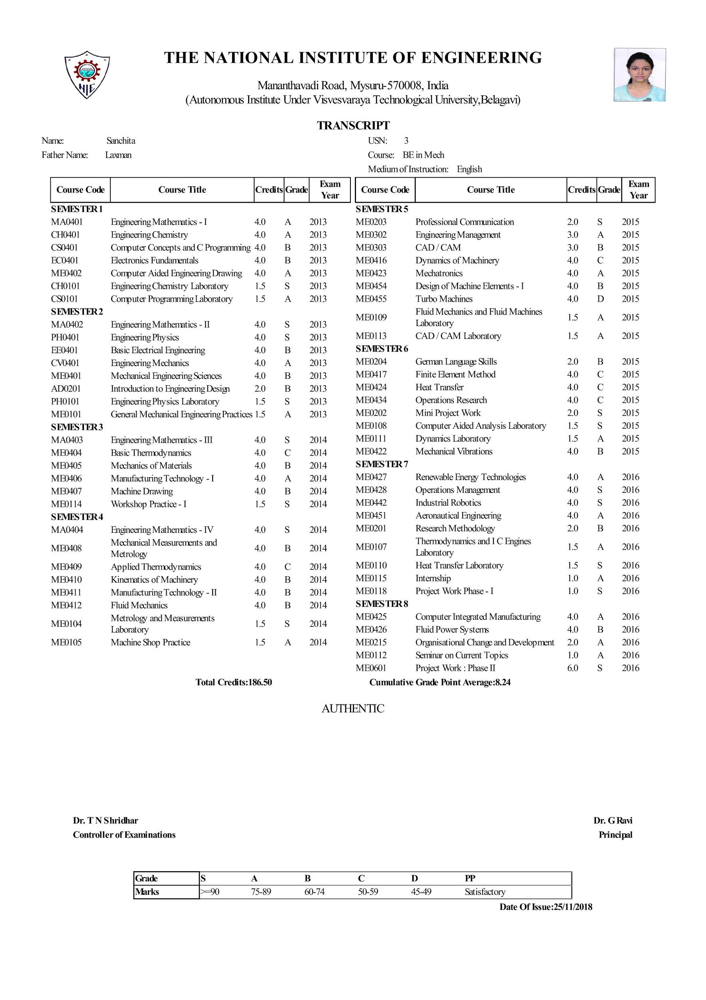 NIE
THE NATIONAL INSTITUTE OF ENGINEERING
Mananthavadi Road, Mysuru-570008, India
(Autonomous Institute Under Visvesvaraya Technological University,Belagavi)
TRANSCRIPT
Name: Sanchita
Father Name: Laxman
USN: 3
Course: BE in Mech
Medium of Instruction: English
Course Code Course Title Credits Grade Exam Year
SEMESTER 1
MA0401 Engineering Mathematics - I 4.0 A 2013
CH0401 Engineering Chemistry 4.0 A 2013
CS0401 Computer Concepts and C Programming 4.0 B 2013
EC0401 Electronics Fundamentals 4.0 B 2013
ME0402 Computer Aided Engineering Drawing 4.0 A 2013
CH0101 Engineering Chemistry Laboratory 1.5 S 2013
CS0101 Computer Programming Laboratory 1.5 A 2013
SEMESTER 2
MA0402 Engineering Mathematics - II 4.0 S 2013
PH0401 Engineering Physics 4.0 S 2013
EE0401 Basic Electrical Engineering 4.0 B 2013
CV0401 Engineering Mechanics 4.0 A 2013
ME0401 Mechanical Engineering Sciences 4.0 B 2013
AD0201 Introduction to Engineering Design 2.0 B 2013
PH0101 Engineering Physics Laboratory 1.5 S 2013
ME0101 General Mechanical Engineering Practices 1.5 A 2013
SEMESTER 3
MA0403 Engineering Mathematics - III 4.0 S 2014
ME0404 Basic Thermodynamics 4.0 C 2014
ME0405 Mechanics of Materials 4.0 B 2014
ME0406 Manufacturing Technology - I 4.0 A 2014
ME0407 Machine Drawing 4.0 B 2014
ME0114 Workshop Practice - I 1.5 S 2014
SEMESTER 4
MA0404 Engineering Mathematics - IV 4.0 S 2014
ME0408 Mechanical Measurements and
Metrology 4.0 B 2014
ME0409 Applied Thermodynamics 4.0 C 2014
ME0410 Kinematics of Machinery 4.0 B 2014
ME0411 Manufacturing Technology - II 4.0 B 2014
ME0412 Fluid Mechanics 4.0 B 2014
ME0104 Metrology and Measurements
Laboratory 1.5 S 2014
ME0105 Machine Shop Practice 1.5 A 2014
Course Code Course Title Credits Grade Exam Year
SEMESTER 5
ME0203 Professional Communication 2.0 S 2015
ME0302 Engineering Management 3.0 A 2015
ME0303 CAD / CAM 3.0 B 2015
ME0416 Dynamics of Machinery 4.0 C 2015
ME0423 Mechatronics 4.0 A 2015
ME0454 Design of Machine Elements - I 4.0 B 2015
ME0455 Turbo Machines 4.0 D 2015
ME0109 Fluid Mechanics and Fluid Machines
Laboratory 1.5 A 2015
ME0113 CAD / CAM Laboratory 1.5 A 2015
SEMESTER 6
ME0204 German Language Skills 2.0 B 2015
ME0417 Finite Element Method 4.0 C 2015
ME0424 Heat Transfer 4.0 C 2015
ME0434 Operations Research 4.0 C 2015
ME0202 Mini Project Work 2.0 S 2015
ME0108 Computer Aided Analysis Laboratory 1.5 S 2015
ME0111 Dynamics Laboratory 1.5 A 2015
ME0422 Mechanical Vibrations 4.0 B 2015
SEMESTER 7
ME0427 Renewable Energy Technologies 4.0 A 2016
ME0428 Operations Management 4.0 S 2016
ME0442 Industrial Robotics 4.0 S 2016
ME0451 Aeronautical Engineering 4.0 A 2016
ME0201 Research Methodology 2.0 B 2016
ME0107 Thermodynamics and I C Engines
Laboratory 1.5 A 2016
ME0110 Heat Transfer Laboratory 1.5 S 2016
ME0115 Internship 1.0 A 2016
ME0118 Project Work Phase - I 1.0 S 2016
SEMESTER 8
ME0425 Computer Integrated Manufacturing 4.0 A 2016
ME0426 Fluid Power Systems 4.0 B 2016
ME0215 Organisational Change and Development 2.0 A 2016
ME0112 Seminar on Current Topics 1.0 A 2016
ME0601 Project Work : Phase II 6.0 S 2016
Total Credits:186.50 Cumulative Grade Point Average:8.24
AUTHENTIC
Dr. T N Shridhar
Controller of Examinations
Dr. G Ravi
Principal
Grade S A B C D PP
Marks >=90 75-89 60-74 50-59 45-49 Satisfactory
Date Of Issue:25/11/2018